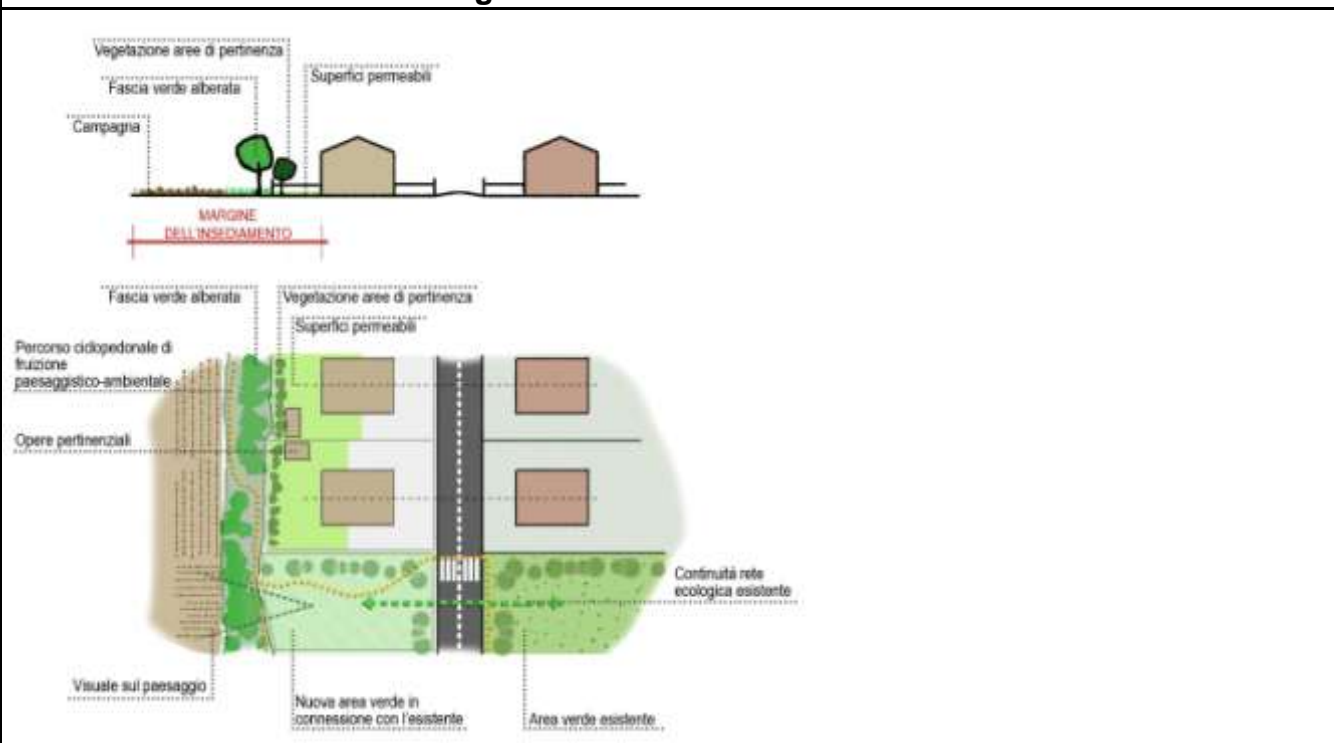 Vegetazione aree di pertinenza
Superfici permeabili
Fascia verde alberata
Campagna
MARGINE
DELL'INSEDIAMENTO
Fascia verde alberata
Vegetazione aree di pertinenza
Superfici permeabili
Percorso ciclopedonale di
fruizione
paesaggistico-ambientale
Opere pertinenziali
Continuità rete
ecologica esistente
Visuale sul paesaggio
Nuova area verde in
connessione con l'esistente
Area verde esistente